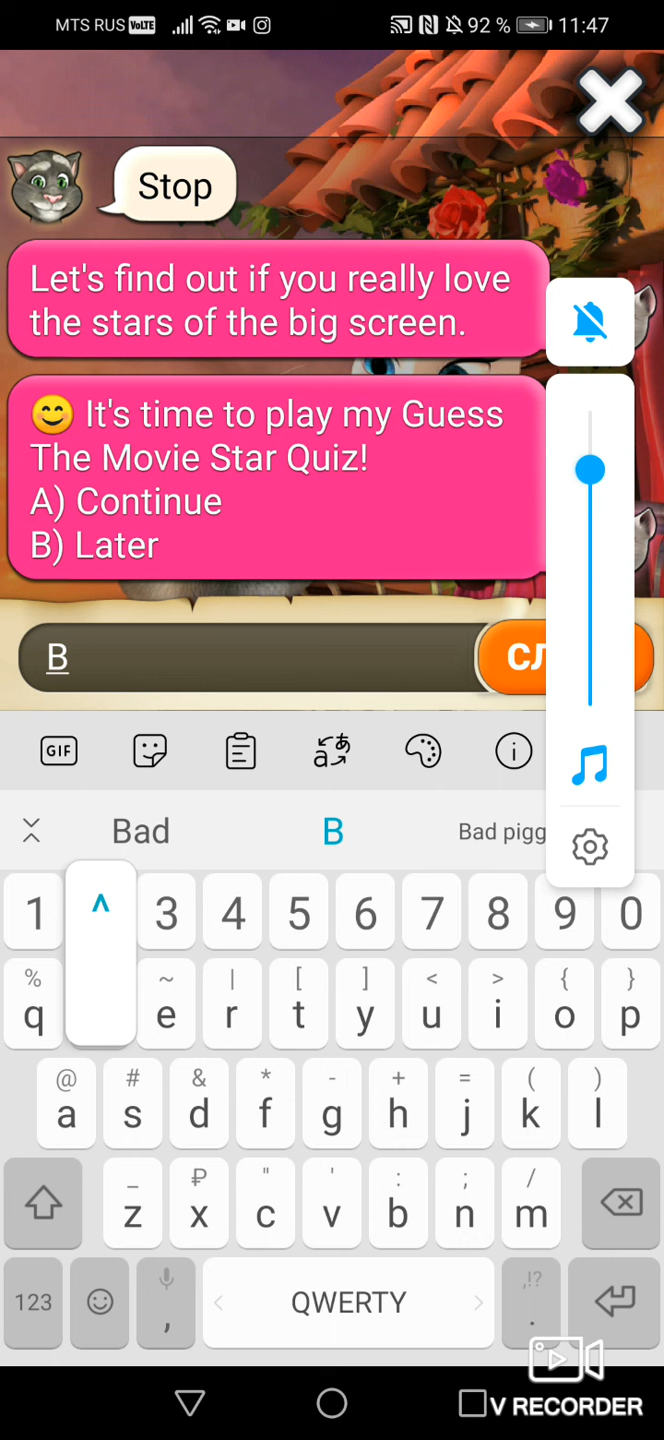 MTS RUS VoLTE 92 % 11:47
Stop
Let's find out if you really love
the stars of the big screen.
😊 It's time to play my Guess
The Movie Star Quiz!
A) Continue
B) Later
B
GIF
Bad B Bad pigg
1 ^ 3 4 5 6 7 8 9 0
% ~ | [ ] < > { }
q e r t y u i o p
@ # & * - + = ( )
a s d f g h j k l
_ ₽ " ' : ; /
z x c v b n m
123 , QWERTY ,!? .
V RECORDER